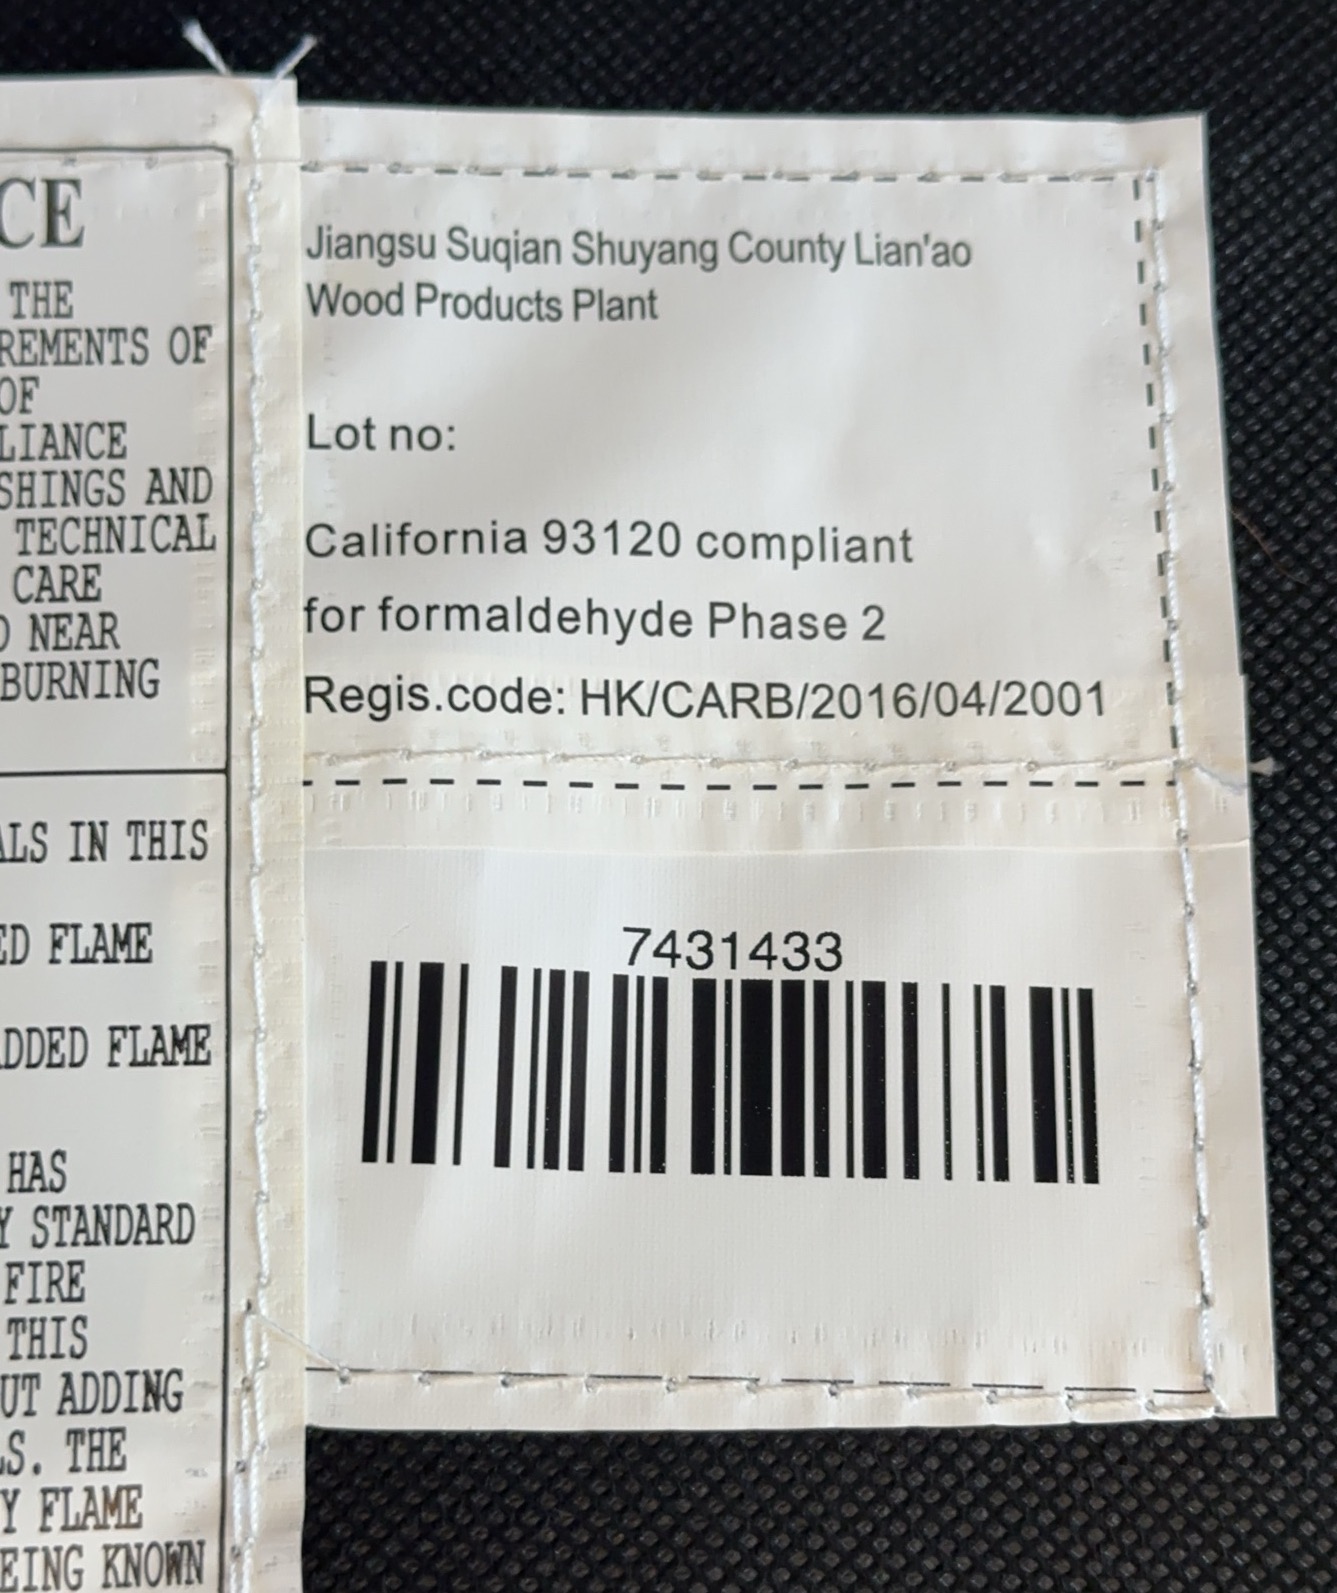 CE
THE
REMENTS OF
OF
LIANCE
SHINGS AND
TECHNICAL
CARE
NEAR
BURNING
ALS IN THIS
ED FLAME
ADDED FLAME
HAS
Y STANDARD
FIRE
THIS
UT ADDING
S. THE
Y FLAME
EING KNOWN
Jiangsu Suqian Shuyang County Lian'ao
Wood Products Plant
Lot no:
California 93120 compliant
for formaldehyde Phase 2
Regis.code: HK/CARB/2016/04/2001
7431433